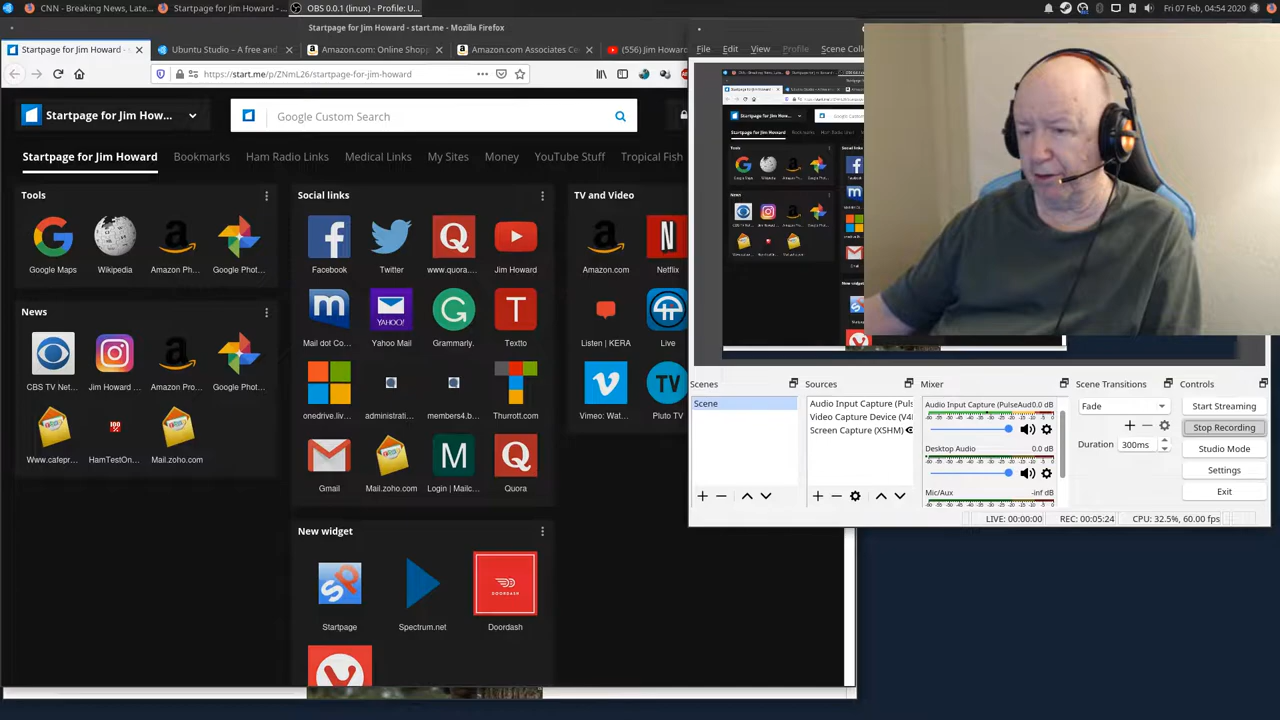 CNN - Breaking News, Late...
Startpage for Jim Howard - ...
OBS 0.0.1 (linux) - Profile: U...
Fri 07 Feb, 04:54 2020
Startpage for Jim Howard - start.me - Mozilla Firefox
Startpage for Jim Howard - s
Ubuntu Studio – A free and
Amazon.com: Online Shop
Amazon.com Associates Ce
(556) Jim Howard
https://start.me/p/ZNmL26/startpage-for-jim-howard
File Edit View Profile Scene Coll
Startpage for Jim How...
Google Custom Search
Startpage for Jim Howard
Bookmarks
Ham Radio Links
Medical Links
My Sites
Money
YouTube Stuff
Tropical Fish
Tools
Google Maps
Wikipedia
Amazon Ph...
Google Phot...
News
CBS TV Net...
Jim Howard ...
Amazon Pro...
Google Phot...
Www.cafepr...
HamTestOn...
Mail.zoho.com
Social links
Facebook
Twitter
www.quora....
Jim Howard
Mail dot Co...
Yahoo Mail
Grammarly.
Textto
onedrive.liv...
administrati...
members4.b...
Thurrott.com
Gmail
Mail.zoho.com
Login | Mailc...
Quora
TV and Video
Amazon.com
Netflix
Listen | KERA
Live
Vimeo: Wat...
Pluto TV
New widget
Startpage
Spectrum.net
DOORDASH
Doordash
Scenes
Scene
Sources
Audio Input Capture (Puls
Video Capture Device (V4l
Screen Capture (XSHM)
Mixer
Audio Input Capture (PulseAud 0.0 dB
Desktop Audio 0.0 dB
Mic/Aux -inf dB
Scene Transitions
Fade
Duration 300ms
Controls
Start Streaming
Stop Recording
Studio Mode
Settings
Exit
LIVE: 00:00:00
REC: 00:05:24
CPU: 32.5%, 60.00 fps